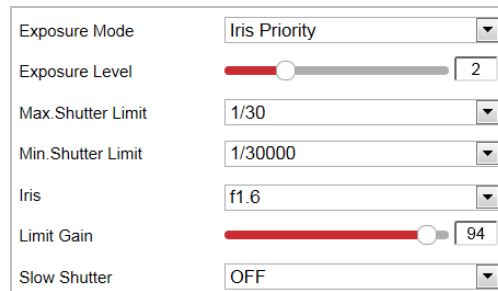 Exposure Mode Iris Priority
Exposure Level 2
Max.Shutter Limit 1/30
Min.Shutter Limit 1/30000
Iris f1.6
Limit Gain 94
Slow Shutter OFF